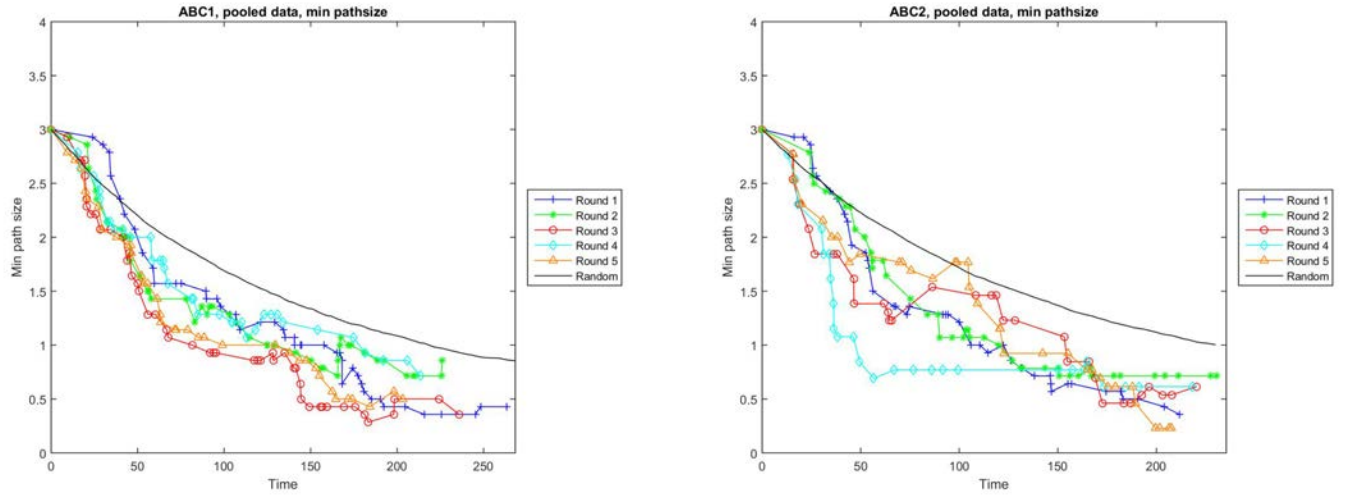 ABC1, pooled data, min pathsize
4
3.5
3
2.5
2
1.5
1
0.5
0
Min path size
0 50 100 150 200 250
Time
Round 1
Round 2
Round 3
Round 4
Round 5
Random
ABC2, pooled data, min pathsize
4
3.5
3
2.5
2
1.5
1
0.5
0
Min path size
0 50 100 150 200
Time
Round 1
Round 2
Round 3
Round 4
Round 5
Random